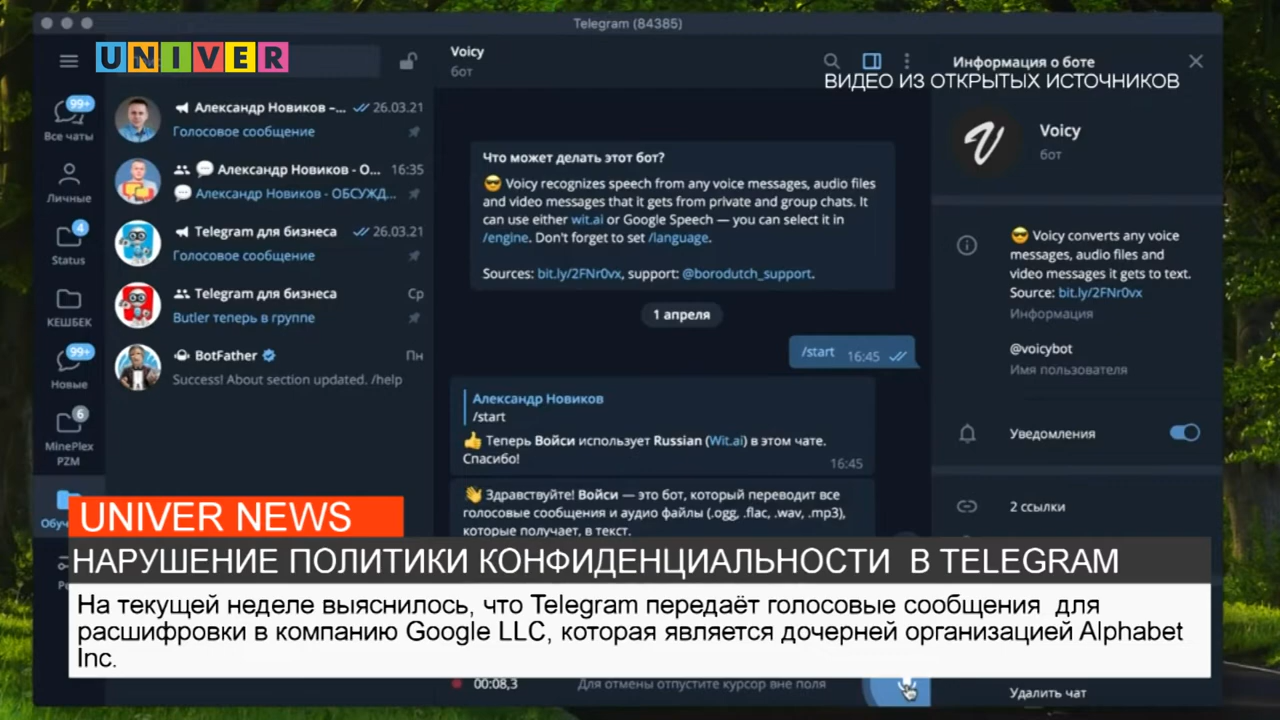 Telegram (84385)
UNIVER
ВИДЕО ИЗ ОТКРЫТЫХ ИСТОЧНИКОВ
Все чаты
99+
Личные
Status
4
КЕШБЕК
Новые
99+
MinePlex
PZM
6
Александр Новиков –... 26.03.21
Голосовое сообщение
Александр Новиков - О... 16:35
Александр Новиков - ОБСУЖД...
Telegram для бизнеса 26.03.21
Голосовое сообщение
Telegram для бизнеса Ср
Butler теперь в группе
BotFather Пн
Success! About section updated. /help
Voicy
бот
Что может делать этот бот?
😎 Voicy recognizes speech from any voice messages, audio files
and video messages that it gets from private and group chats. It
can use either wit.ai or Google Speech — you can select it in
/engine. Don't forget to set /language.
Sources: bit.ly/2FNr0vx, support: @borodutch_support.
1 апреля
/start 16:45
Александр Новиков
/start
👍 Теперь Войси использует Russian (Wit.ai) в этом чате.
Спасибо!
16:45
👋 Здравствуйте! Войси — это бот, который переводит все
голосовые сообщения и аудио файлы (.ogg, .flac, .wav, .mp3),
которые получает, в текст.
Информация о боте
Voicy
бот
😎 Voicy converts any voice
messages, audio files and
video messages it gets to text.
Source: bit.ly/2FNr0vx
Информация
@voicybot
Имя пользователя
Уведомления
2 ссылки
UNIVER NEWS
НАРУШЕНИЕ ПОЛИТИКИ КОНФИДЕНЦИАЛЬНОСТИ В TELEGRAM
На текущей неделе выяснилось, что Telegram передаёт голосовые сообщения для
расшифровки в компанию Google LLC, которая является дочерней организацией Alphabet
Inc.
00:08,3
Для отмены отпустите курсор вне поля
Удалить чат